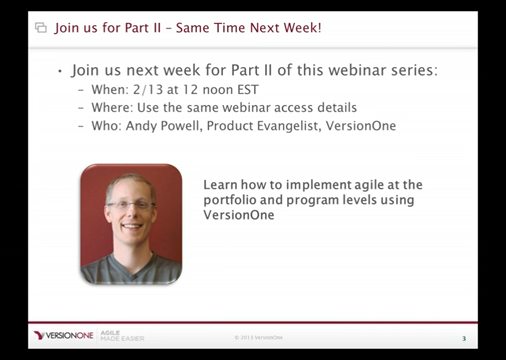 Join us for Part II – Same Time Next Week!
• Join us next week for Part II of this webinar series:
– When: 2/13 at 12 noon EST
– Where: Use the same webinar access details
– Who: Andy Powell, Product Evangelist, VersionOne
Learn how to implement agile at the
portfolio and program levels using
VersionOne
VERSIONONE
AGILE
MADE EASIER
© 2013 VersionOne
3